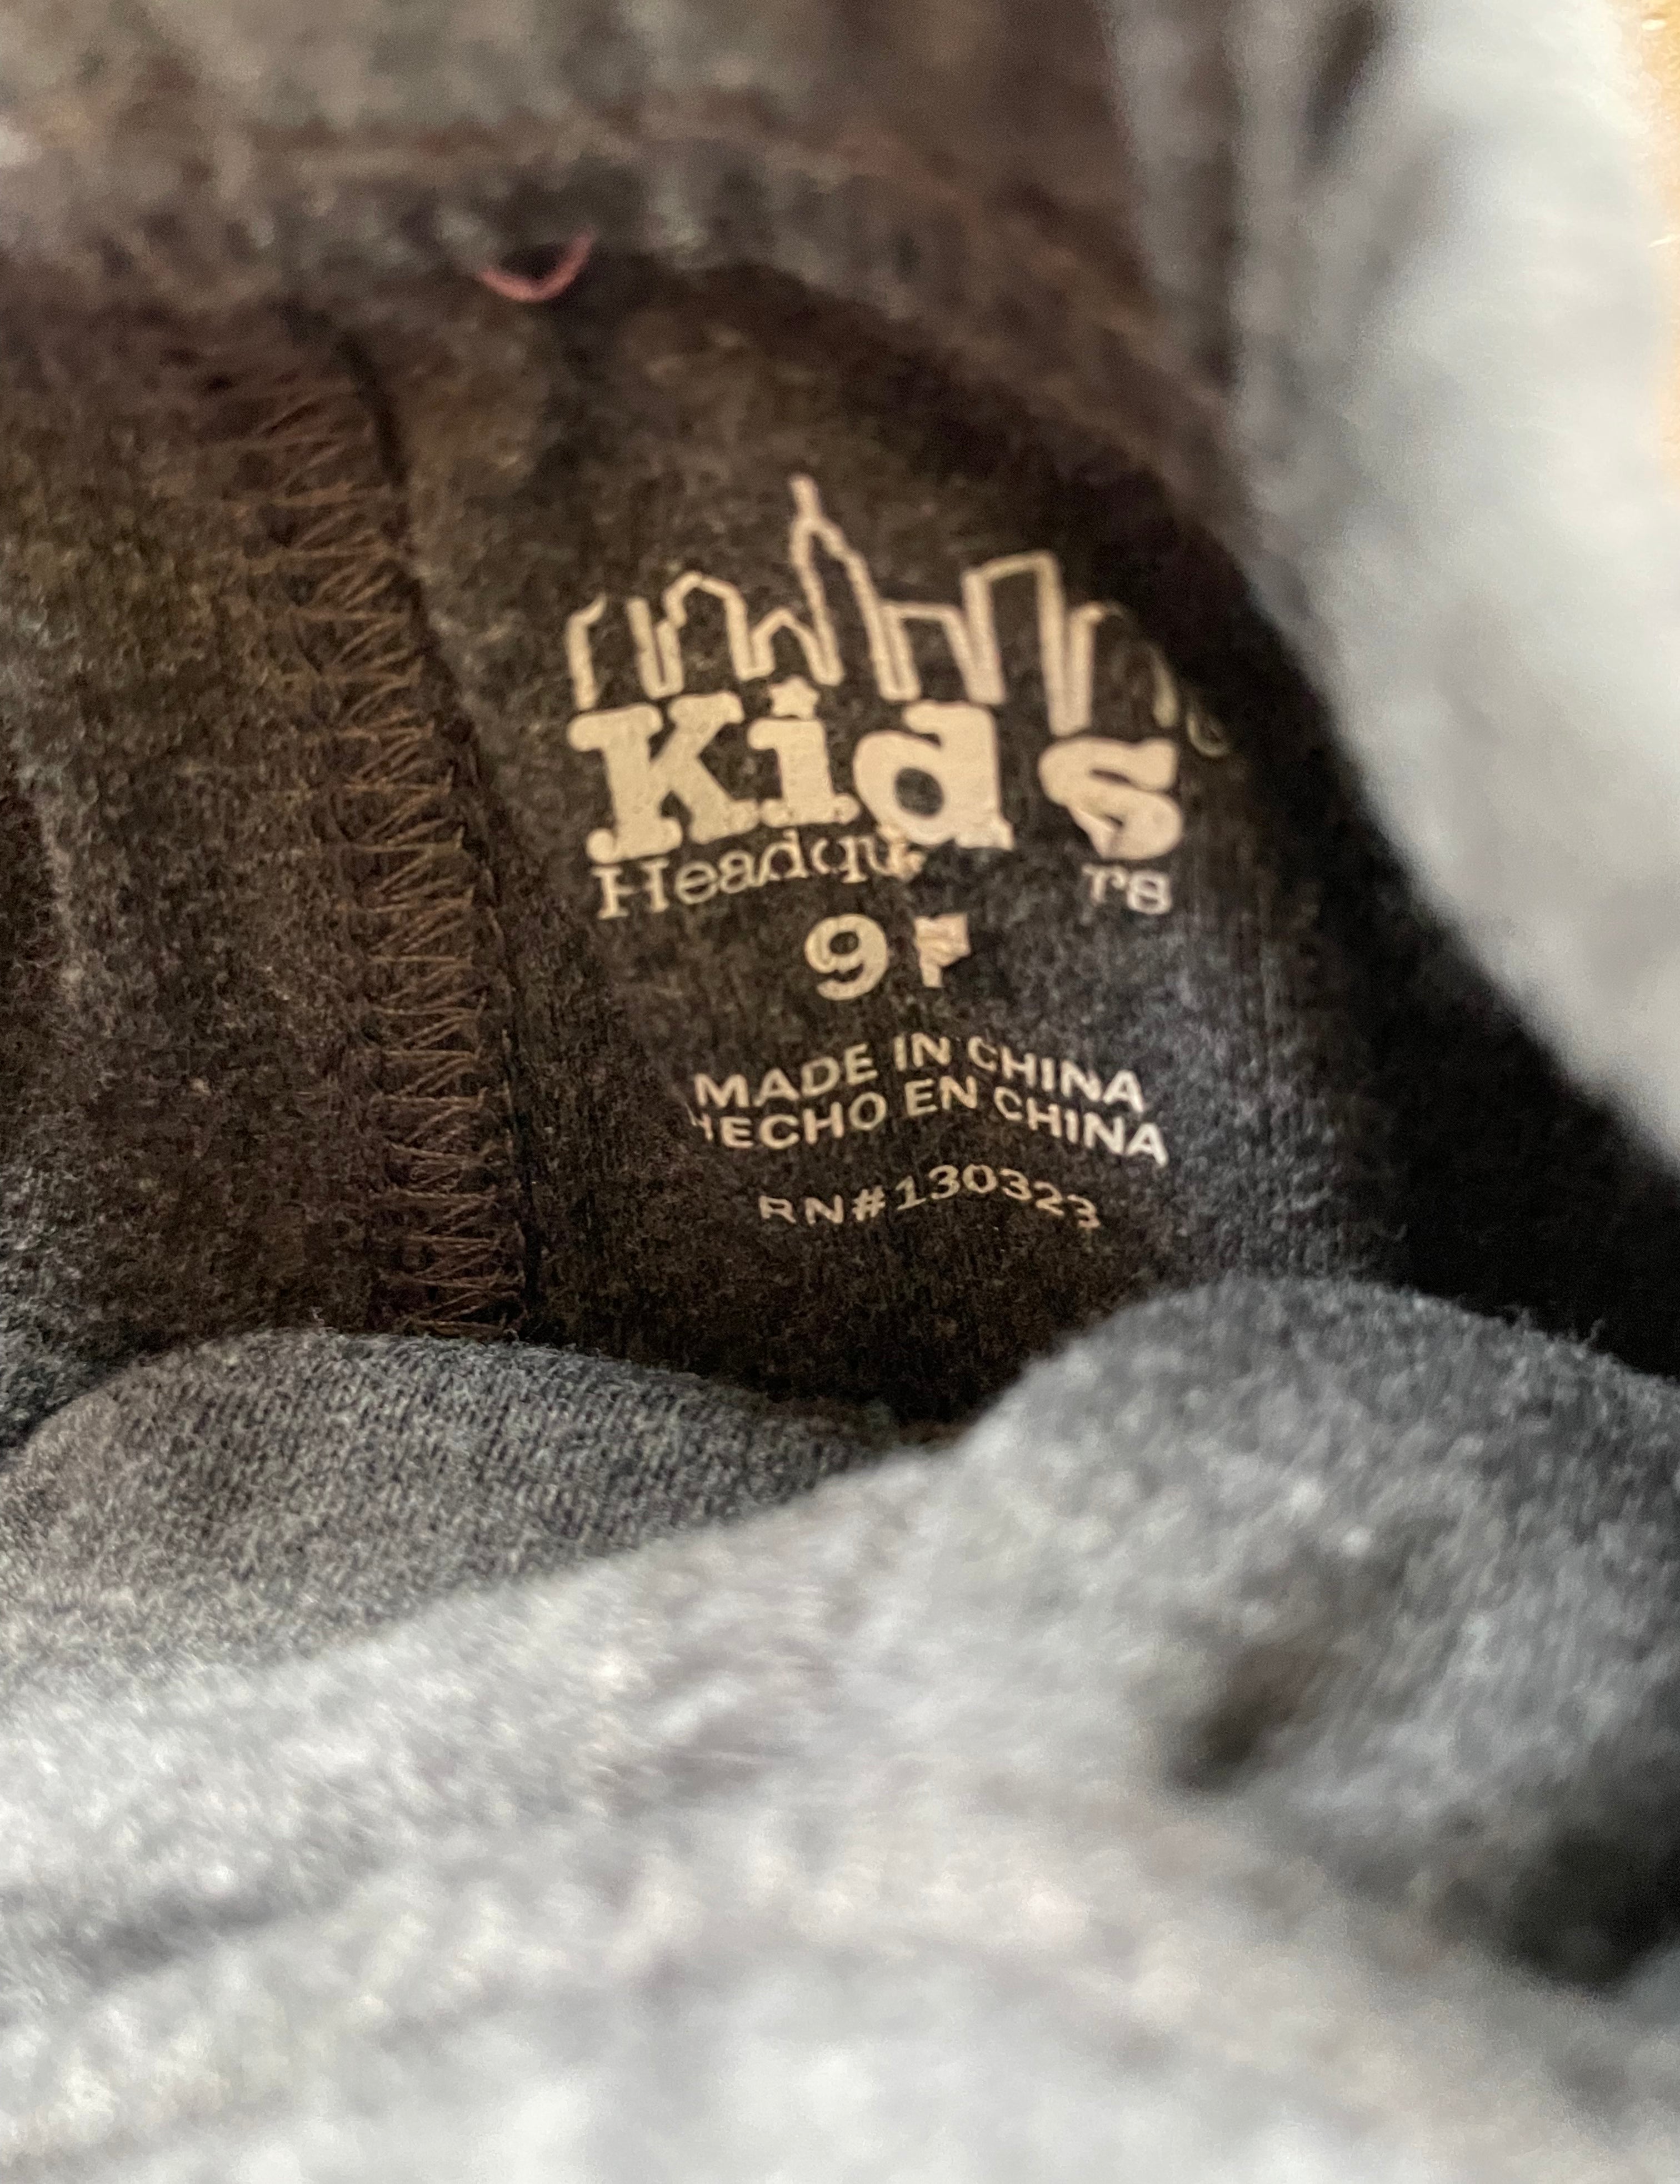 Kids
9
MADE IN CHINA
HECHO EN CHINA
RN#130323